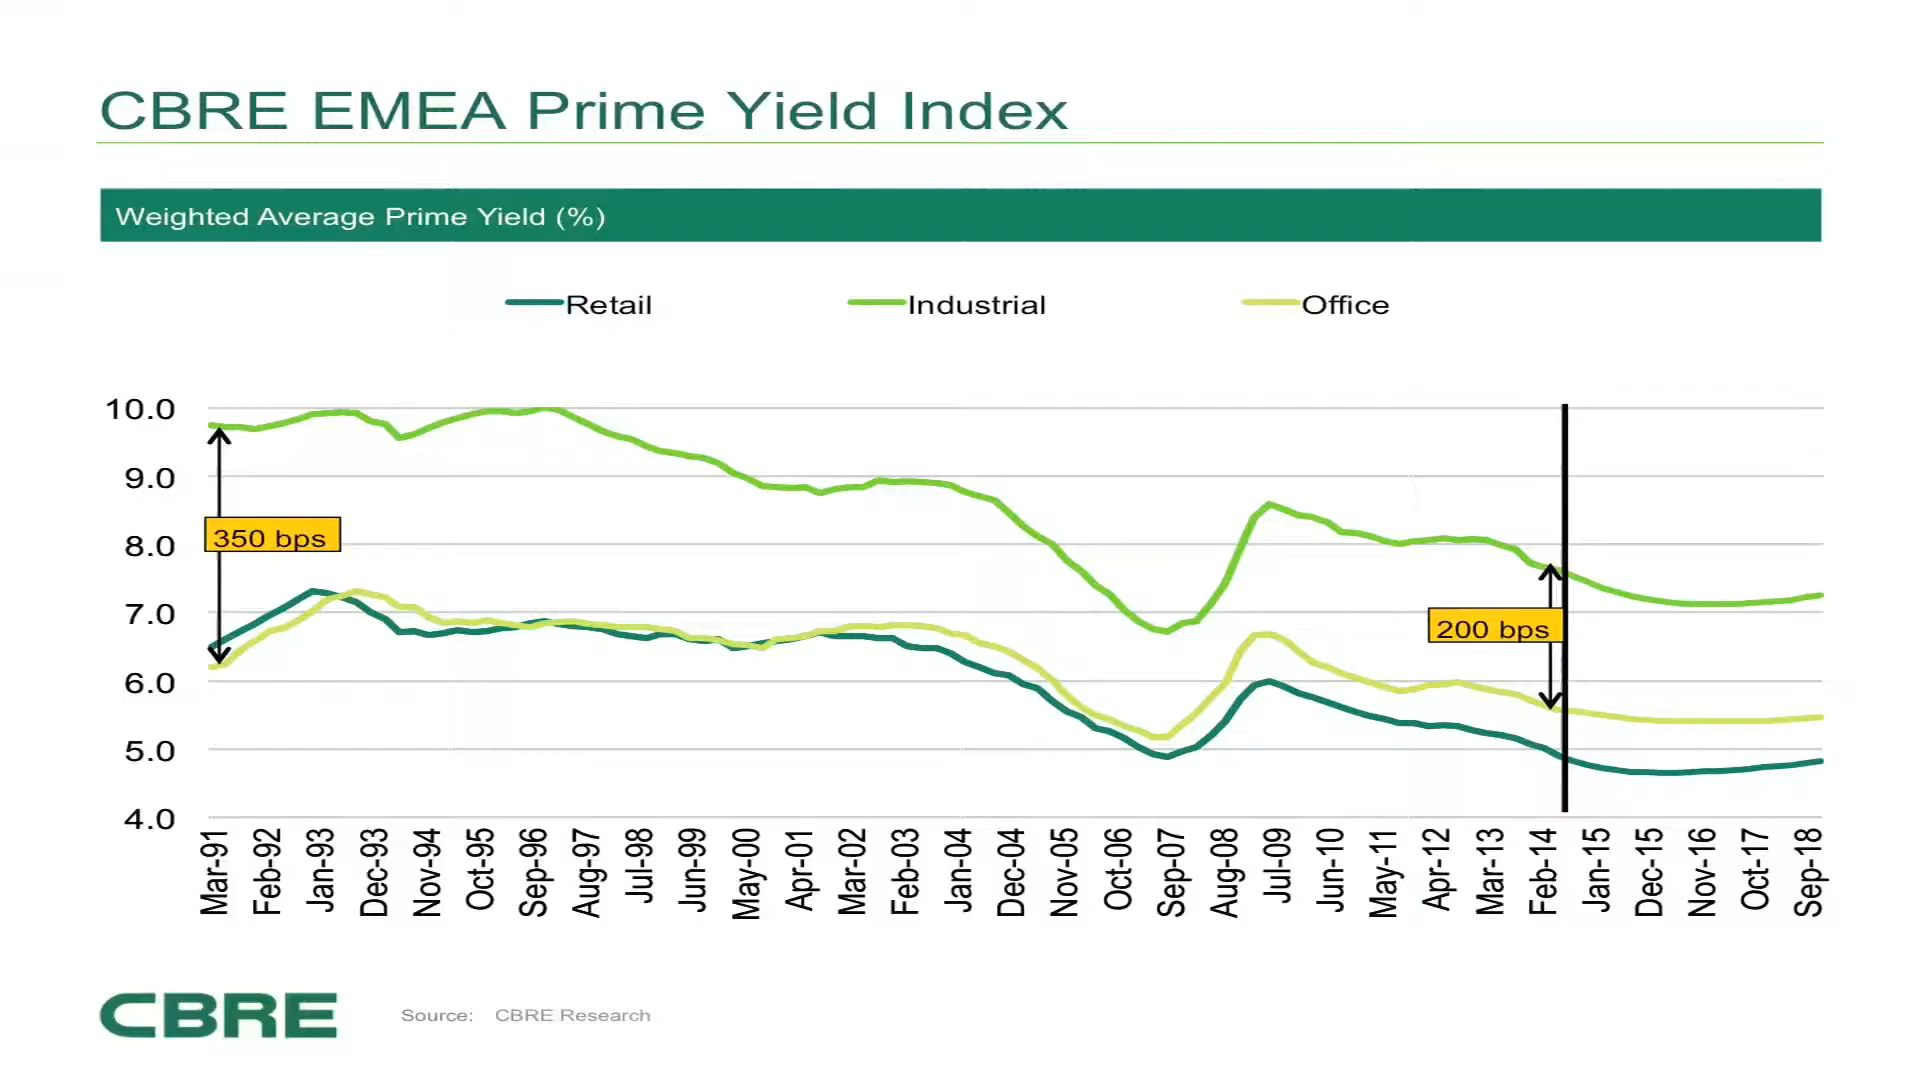 CBRE EMEA Prime Yield Index
Weighted Average Prime Yield (%)
Retail Industrial Office
10.0
9.0
350 bps
8.0
7.0
200 bps
6.0
5.0
4.0
Mar-91
Feb-92
Jan-93
Dec-93
Nov-94
Oct-95
Sep-96
Aug-97
Jul-98
Jun-99
May-00
Apr-01
Mar-02
Feb-03
Jan-04
Dec-04
Nov-05
Oct-06
Sep-07
Aug-08
Jul-09
Jun-10
May-11
Apr-12
Mar-13
Feb-14
Jan-15
Dec-15
Nov-16
Oct-17
Sep-18
CBRE
Source: CBRE Research